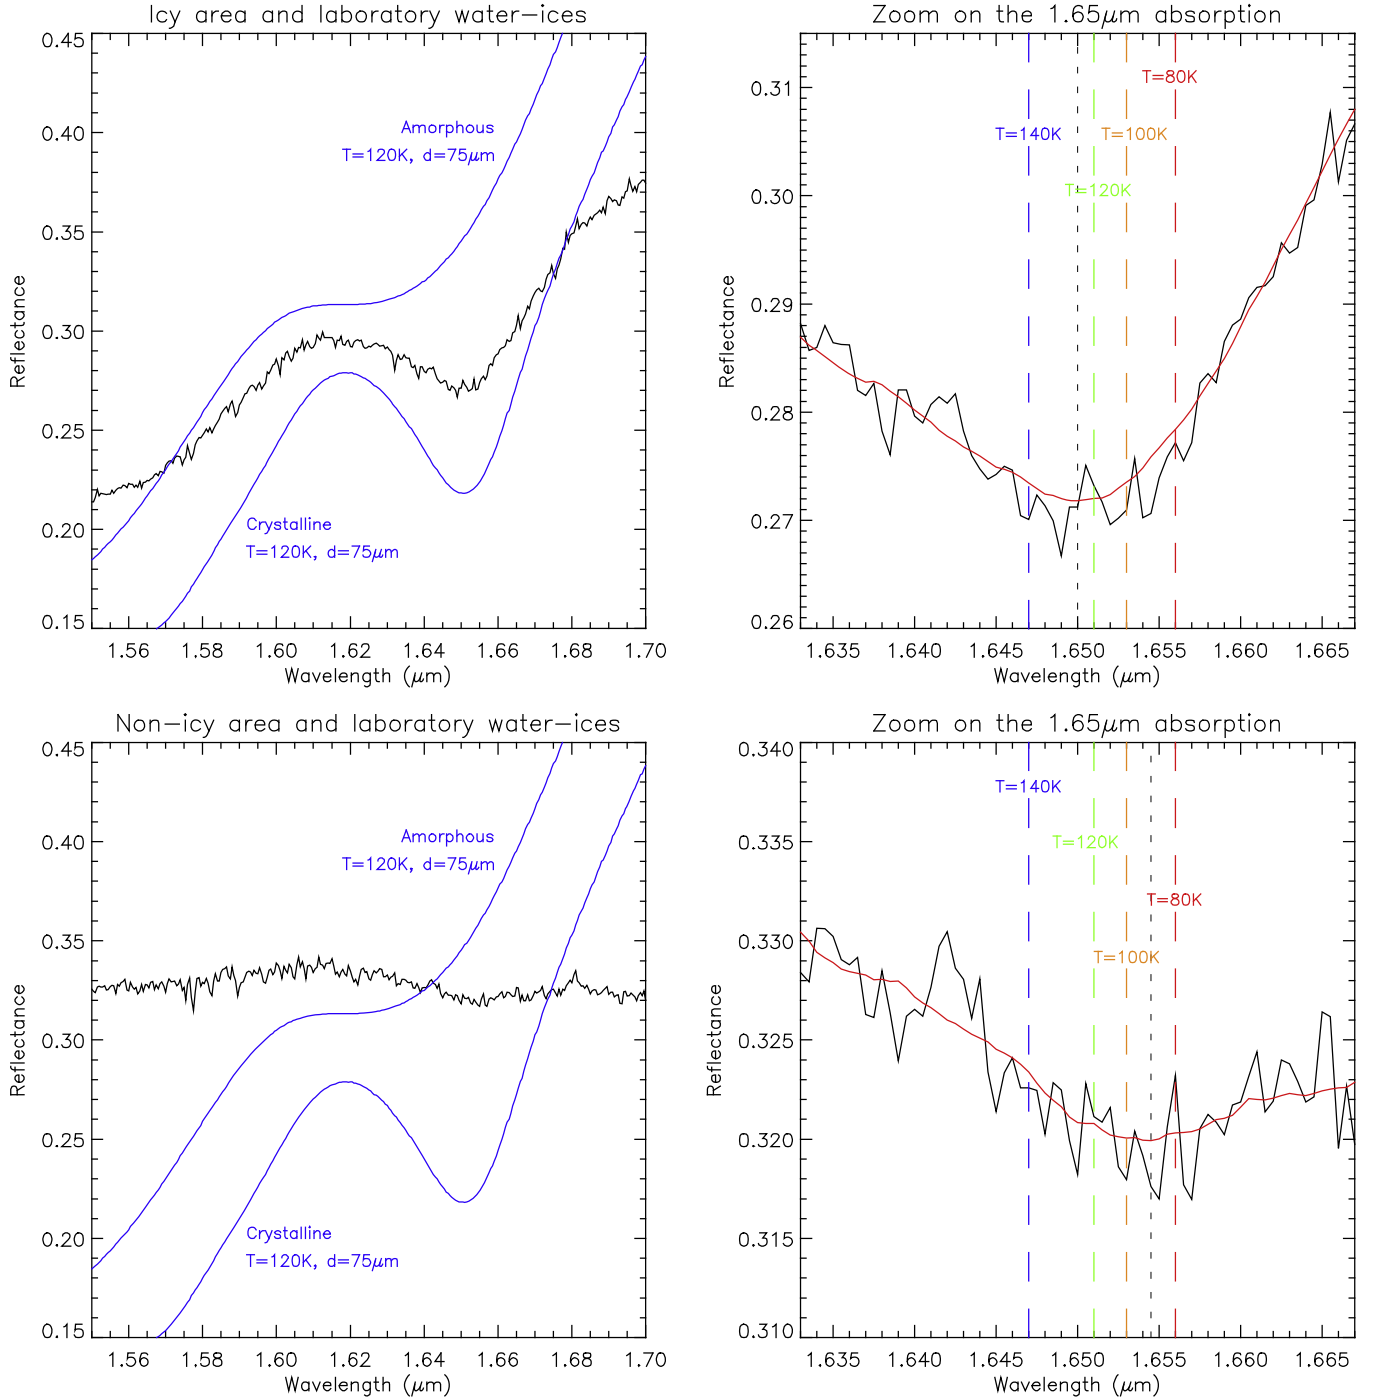 Icy area and laboratory water-ices
Reflectance
0.45
0.40
0.35
0.30
0.25
0.20
0.15
Amorphous
T=120K, d=75μm
Crystalline
T=120K, d=75μm
1.56 1.58 1.60 1.62 1.64 1.66 1.68 1.70
Wavelength (μm)
Zoom on the 1.65μm absorption
Reflectance
0.31
0.30
0.29
0.28
0.27
0.26
T=80K
T=140K
T=100K
T=120K
1.635 1.640 1.645 1.650 1.655 1.660 1.665
Wavelength (μm)
Non-icy area and laboratory water-ices
Reflectance
0.45
0.40
0.35
0.30
0.25
0.20
0.15
Amorphous
T=120K, d=75μm
Crystalline
T=120K, d=75μm
1.56 1.58 1.60 1.62 1.64 1.66 1.68 1.70
Wavelength (μm)
Zoom on the 1.65μm absorption
Reflectance
0.340
0.335
0.330
0.325
0.320
0.315
0.310
T=140K
T=120K
T=80K
T=100K
1.635 1.640 1.645 1.650 1.655 1.660 1.665
Wavelength (μm)